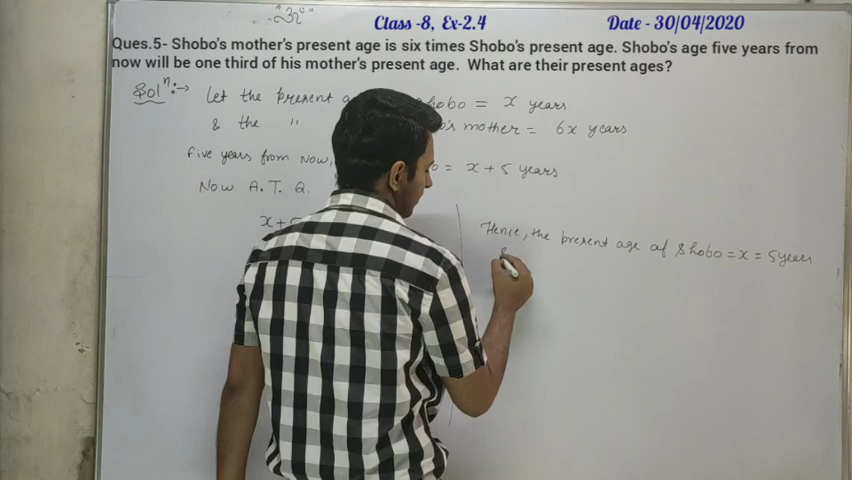 Class -8, Ex-2.4
Date - 30/04/2020
Ques.5- Shobo's mother's present age is six times Shobo's present age. Shobo's age five years from
now will be one third of his mother's present age. What are their present ages?
Solⁿ:→ Let the present a hobo = x years
& the " 's mother = 6x years
Five years from Now, o = x + 5 years
Now A. T. Q.
x +
Hence, the present age of Shobo = x = 5 years
&